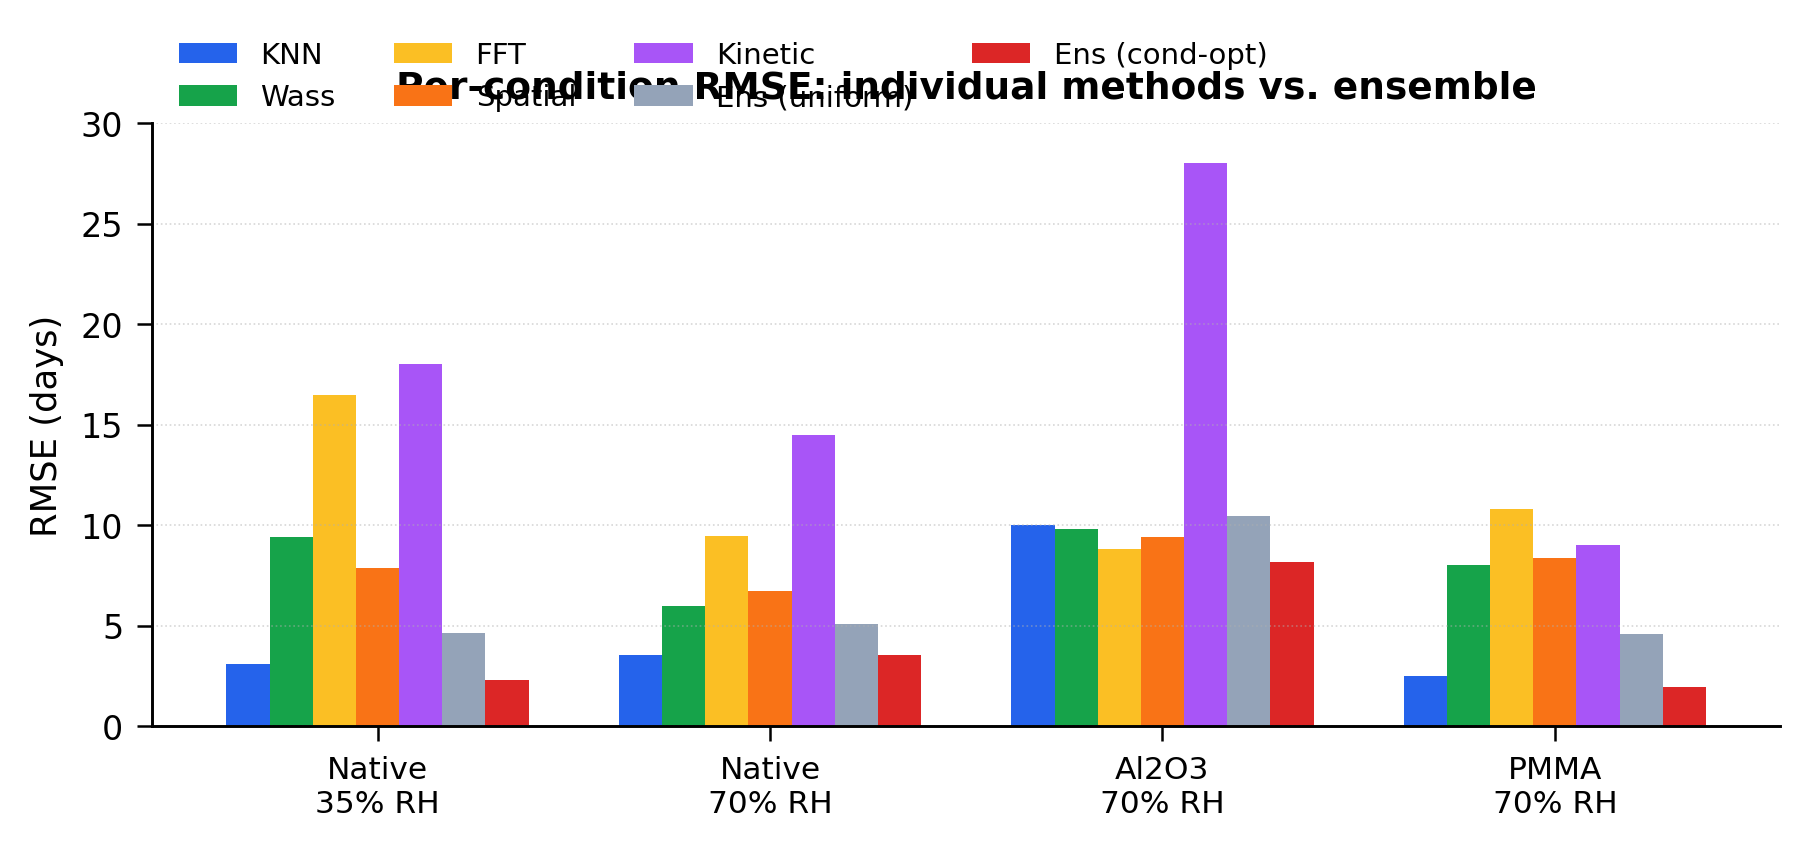 KNN
Wass
FFT
Spatial
Kinetic
Ens (uniform)
Ens (cond-opt)
Per-condition RMSE: individual methods vs. ensemble
RMSE (days)
30
25
20
15
10
5
0
Native
35% RH
Native
70% RH
Al2O3
70% RH
PMMA
70% RH